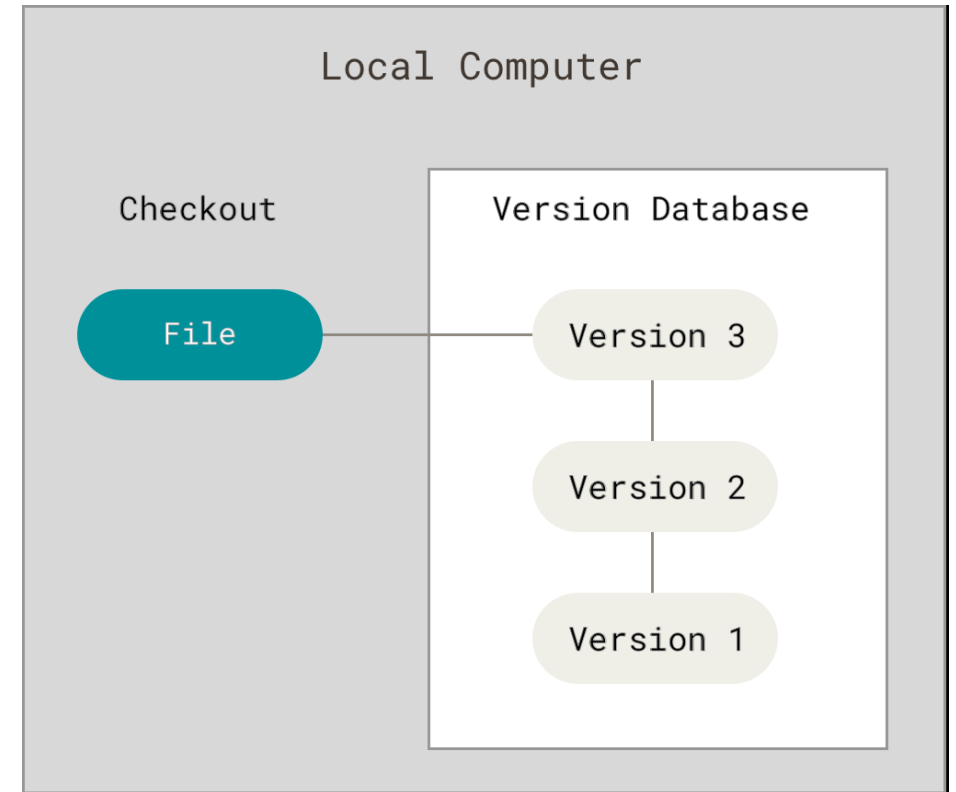 Local Computer
Checkout
Version Database
File
Version 3
Version 2
Version 1